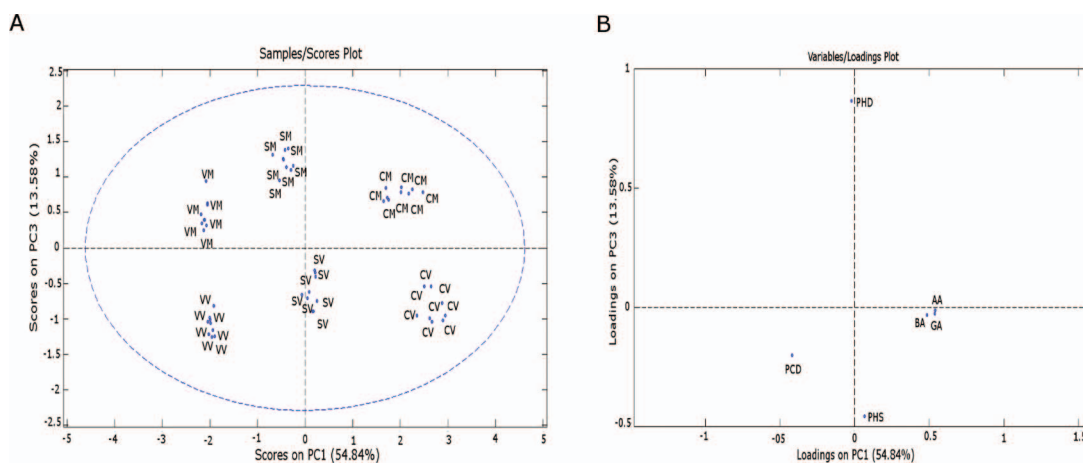 A
B
Samples/Scores Plot
Variables/Loadings Plot
Scores on PC3 (13.58%)
2.5
2
1.5
1
0.5
0
-0.5
-1
-1.5
-2
-2.5
SM
SM SM
SM
SM SM
SM
VM
VM VM
VM VM
VM
CM CM CM
CM
CM CM CM
SV
SV
SV SV
SV
SV
CV CV
CV CV
CV CV
CV
VV
VV VV
VV VV
VV VV
-5 -4 -3 -2 -1 0 1 2 3 4 5
Scores on PC1 (54.84%)
Loadings on PC3 (13.58%)
1
0.5
0
-0.5
PHD
AA
BA GA
PCD
PHS
-1 -0.5 0 0.5 1 1.5
Loadings on PC1 (54.84%)